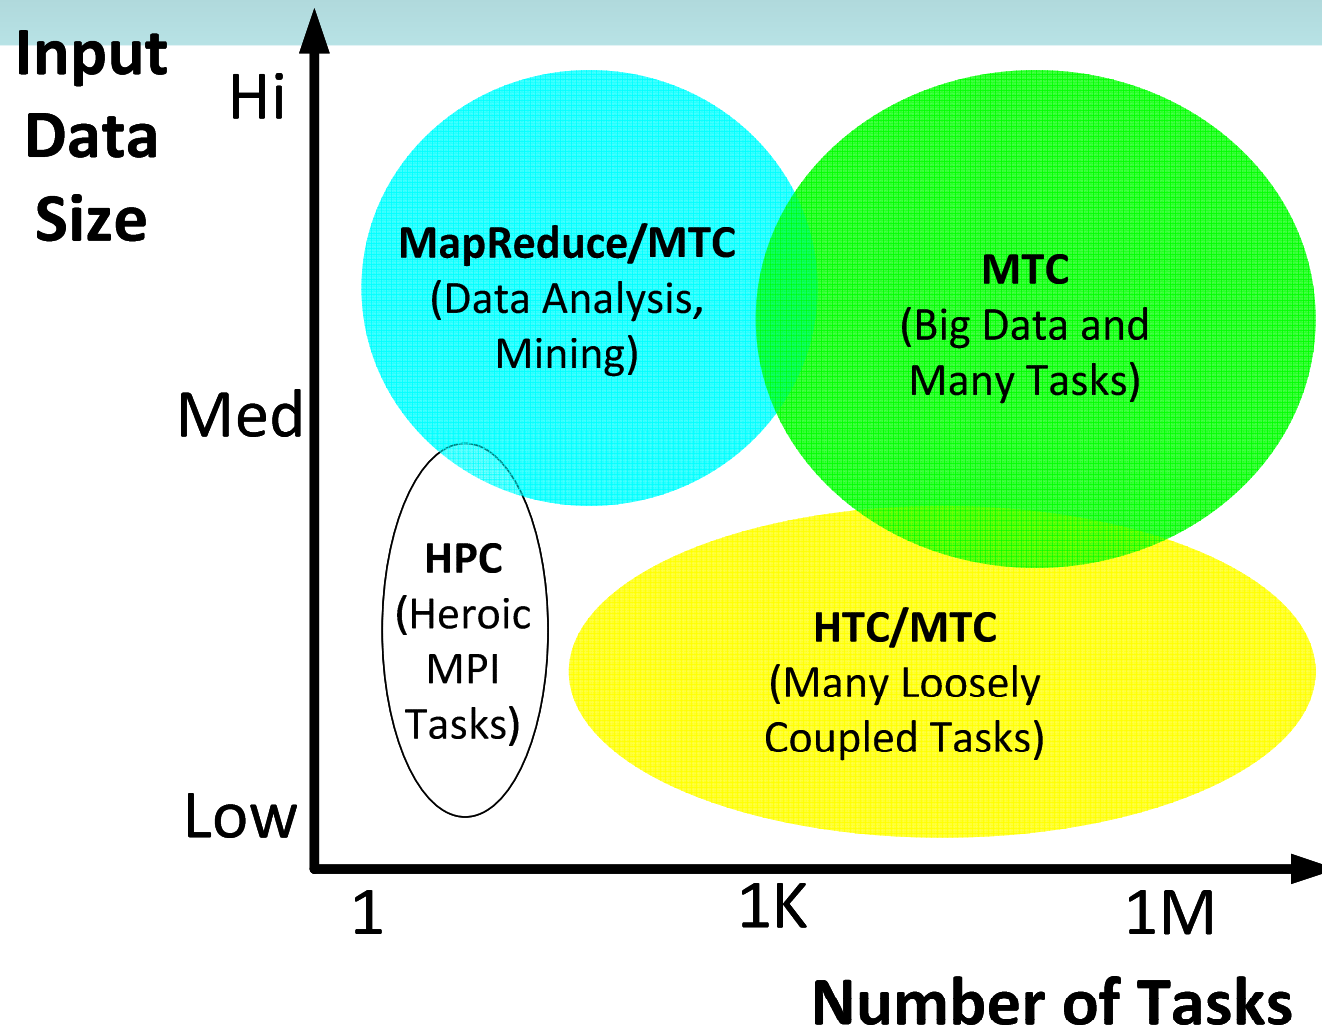 Input
Data
Size
Hi
Med
Low
MapReduce/MTC
(Data Analysis,
Mining)
MTC
(Big Data and
Many Tasks)
HPC
(Heroic
MPI
Tasks)
HTC/MTC
(Many Loosely
Coupled Tasks)
1
1K
1M
Number of Tasks